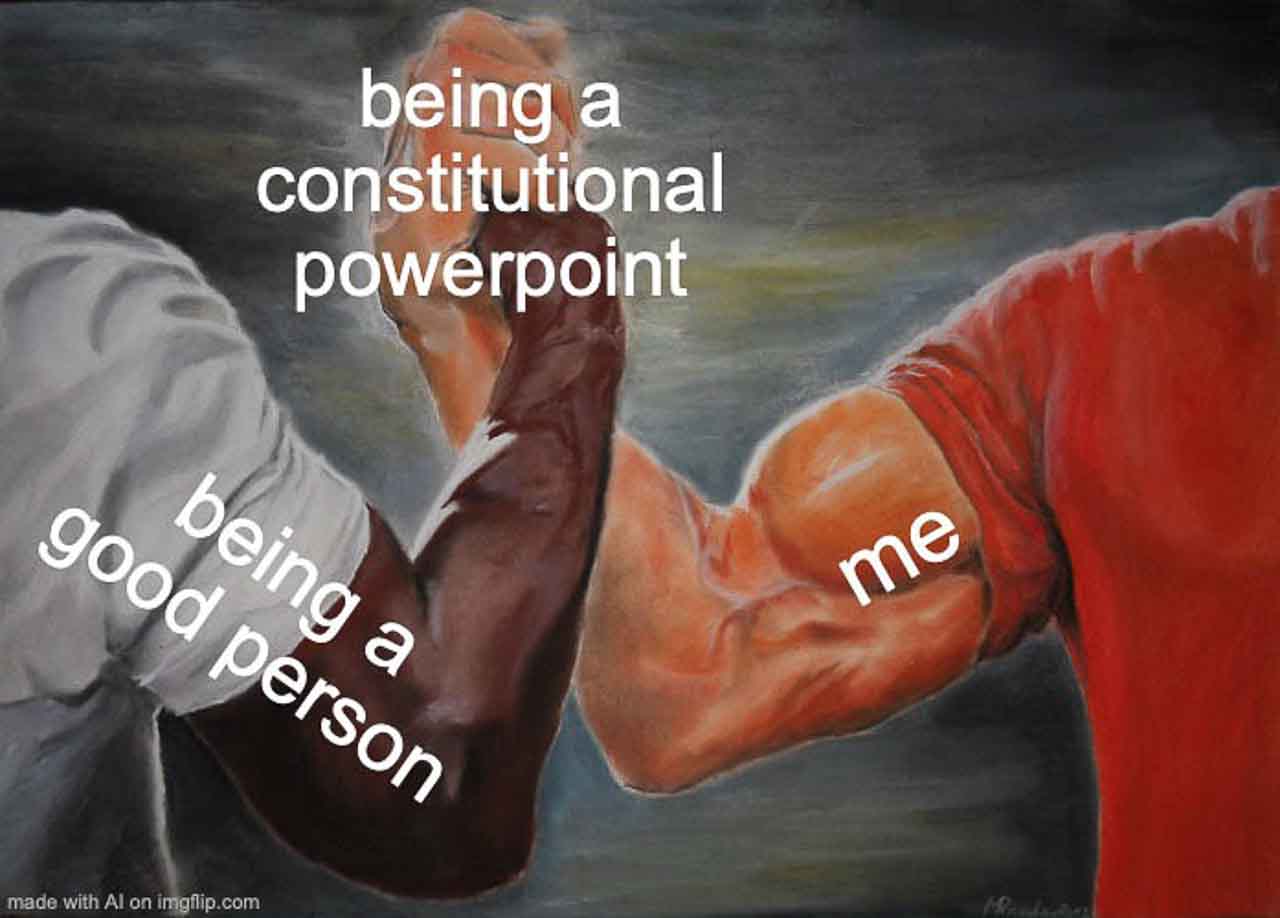 being a
constitutional
powerpoint
being a
good person
me
made with AI on imgflip.com